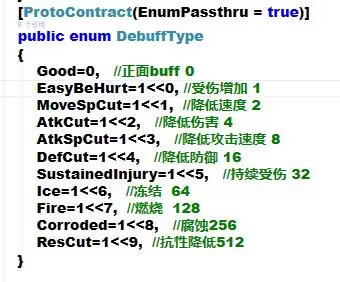 [ProtoContract(EnumPassthru = true)]
9 个引用
public enum DebuffType
{
Good=0, //正面buff 0
EasyBeHurt=1<<0,//受伤增加 1
MoveSpCut=1<<1, //降低速度 2
AtkCut=1<<2, //降低伤害 4
AtkSpCut=1<<3, //降低攻击速度 8
DefCut=1<<4, //降低防御 16
SustainedInjury=1<<5, //持续受伤 32
Ice=1<<6, //冻结 64
Fire=1<<7, //燃烧 128
Corroded=1<<8, //腐蚀256
ResCut=1<<9, //抗性降低512
}